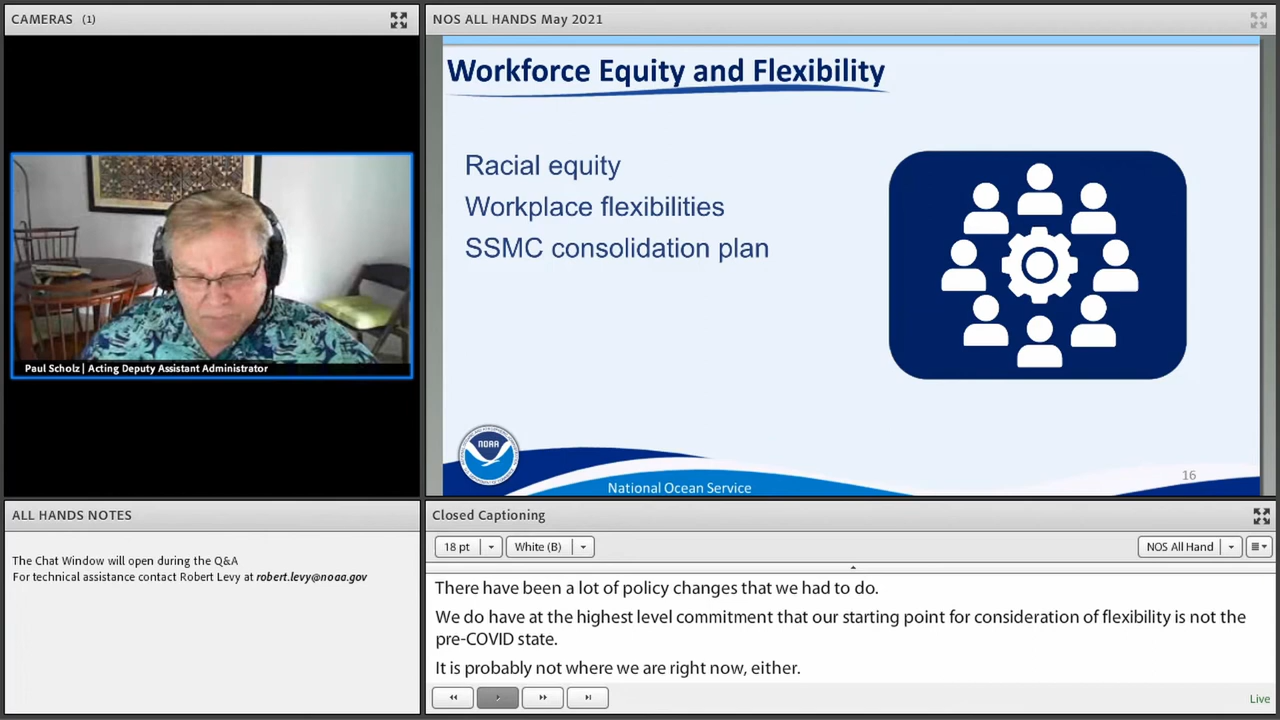 CAMERAS (1)
Paul Scholz | Acting Deputy Assistant Administrator
NOS ALL HANDS May 2021
Workforce Equity and Flexibility
Racial equity
Workplace flexibilities
SSMC consolidation plan
NOAA
National Ocean Service
16
ALL HANDS NOTES
The Chat Window will open during the Q&A
For technical assistance contact Robert Levy at robert.levy@noaa.gov
Closed Captioning
18 pt
White (B)
NOS All Hand
There have been a lot of policy changes that we had to do.
We do have at the highest level commitment that our starting point for consideration of flexibility is not the
pre-COVID state.
It is probably not where we are right now, either.
Live